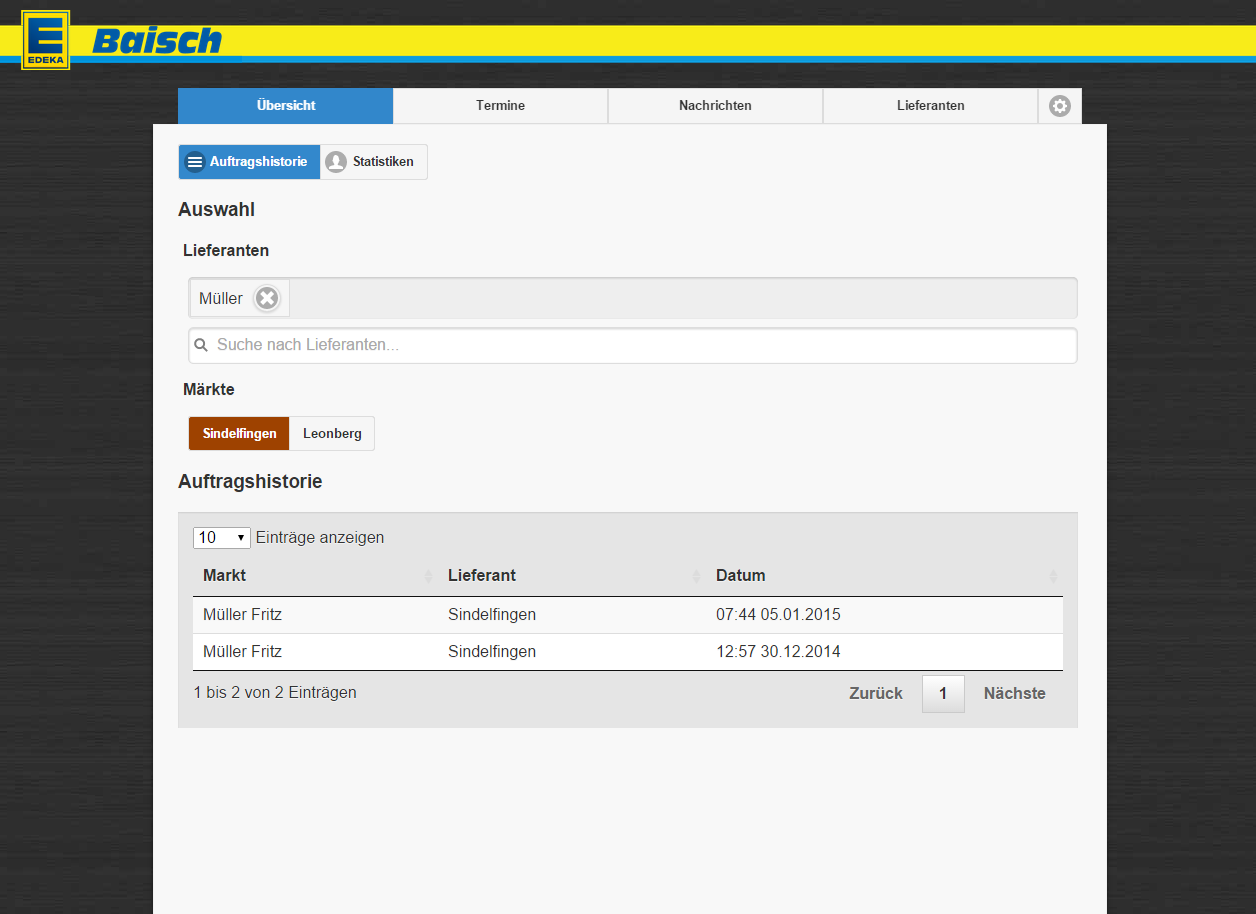 E
EDEKA
Baisch
Übersicht Termine Nachrichten Lieferanten
Auftragshistorie Statistiken
Auswahl
Lieferanten
Müller
Suche nach Lieferanten...
Märkte
Sindelfingen Leonberg
Auftragshistorie
10 Einträge anzeigen
Markt Lieferant Datum
Müller Fritz Sindelfingen 07:44 05.01.2015
Müller Fritz Sindelfingen 12:57 30.12.2014
1 bis 2 von 2 Einträgen Zurück 1 Nächste